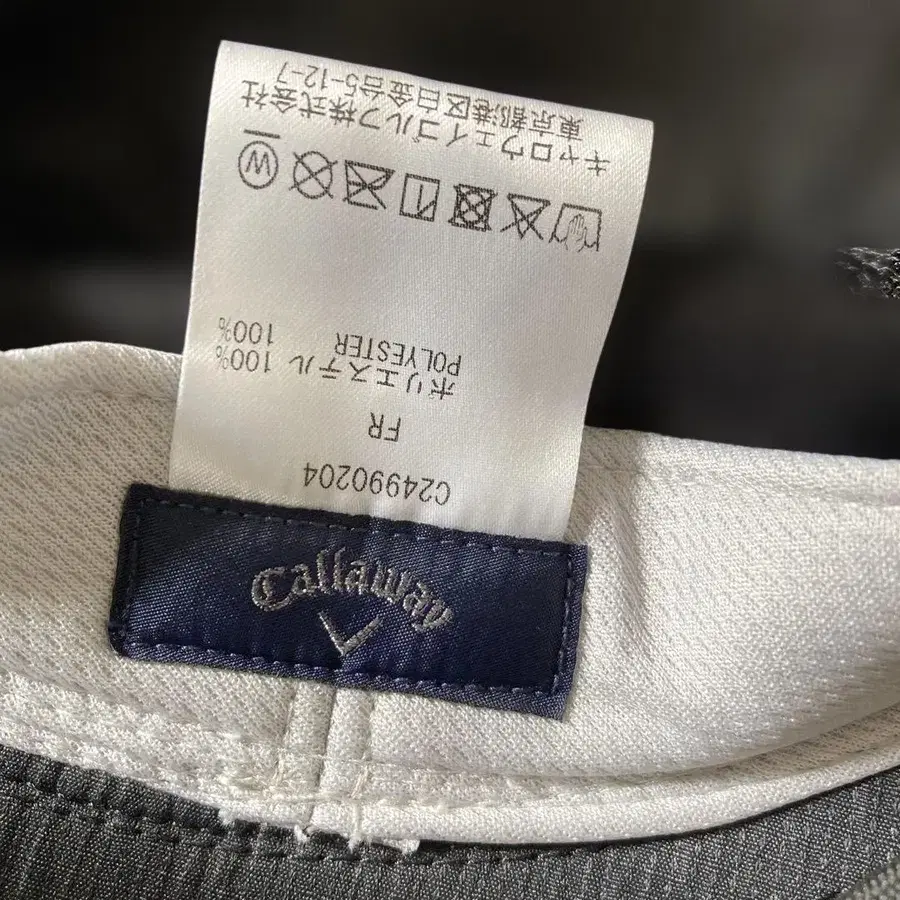 C24990204
FR
ポリエステル 100%
POLYESTER 100%
W
キャロウェイゴルフ株式会社
東京都港区白金台5-12-7
Callaway